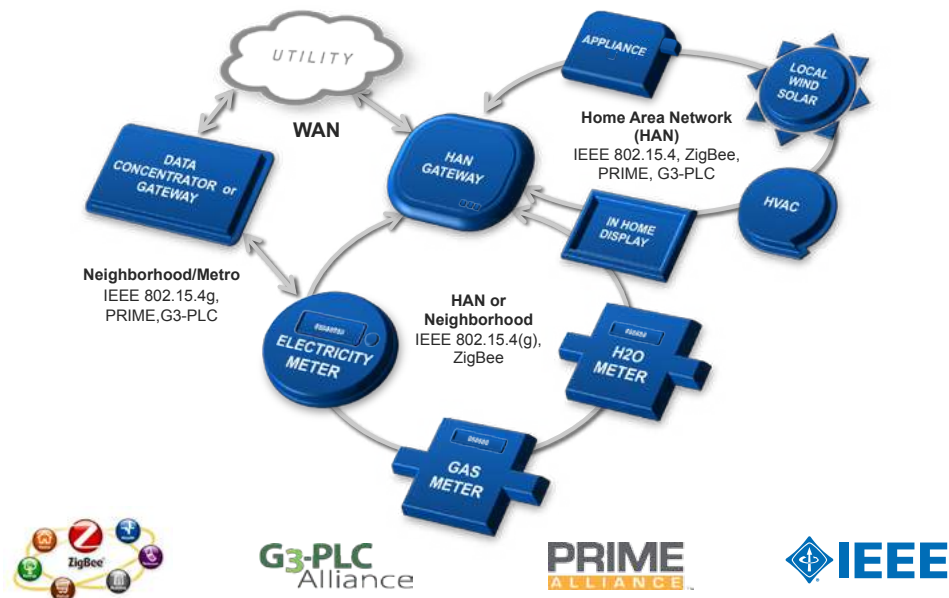 UTILITY
WAN
APPLIANCE
LOCAL
WIND
SOLAR
Home Area Network
(HAN)
IEEE 802.15.4, ZigBee,
PRIME, G3-PLC
DATA
CONCENTRATOR or
GATEWAY
HAN
GATEWAY
HVAC
IN HOME
DISPLAY
Neighborhood/Metro
IEEE 802.15.4g,
PRIME,G3-PLC
HAN or
Neighborhood
IEEE 802.15.4(g),
ZigBee
ELECTRICITY
METER
H2O
METER
GAS
METER
Z
ZigBee
G3-PLC
Alliance
PRIME
ALLIANCE
IEEE